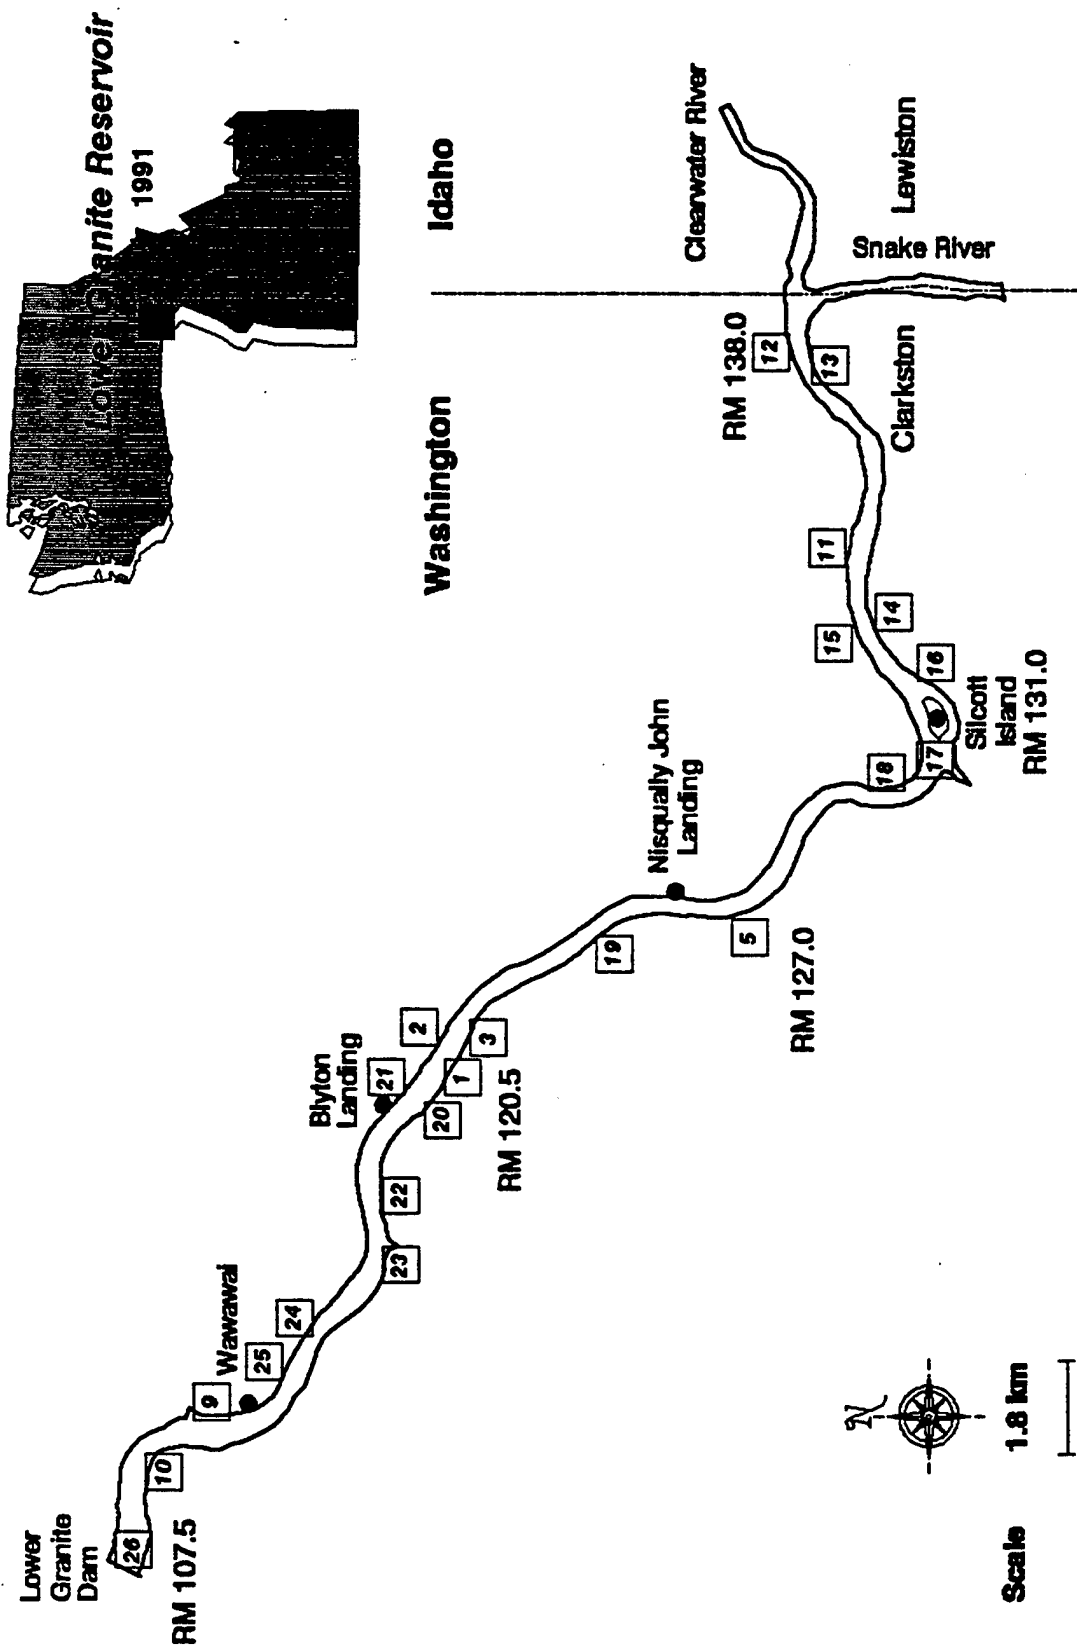 Lower Granite Reservoir
1991
Washington
Idaho
Lower
Granite
Dam
RM 107.5
26
10
9
Wawawai
25
24
23
22
Blyton
Landing
21
20
1
2
3
RM 120.5
19
Nisqually John
Landing
5
RM 127.0
18
17
16
Silcott
Island
RM 131.0
15
14
11
RM 138.0
12
13
Clarkston
Clearwater River
Snake River
Lewiston
N
Scale 1.8 km